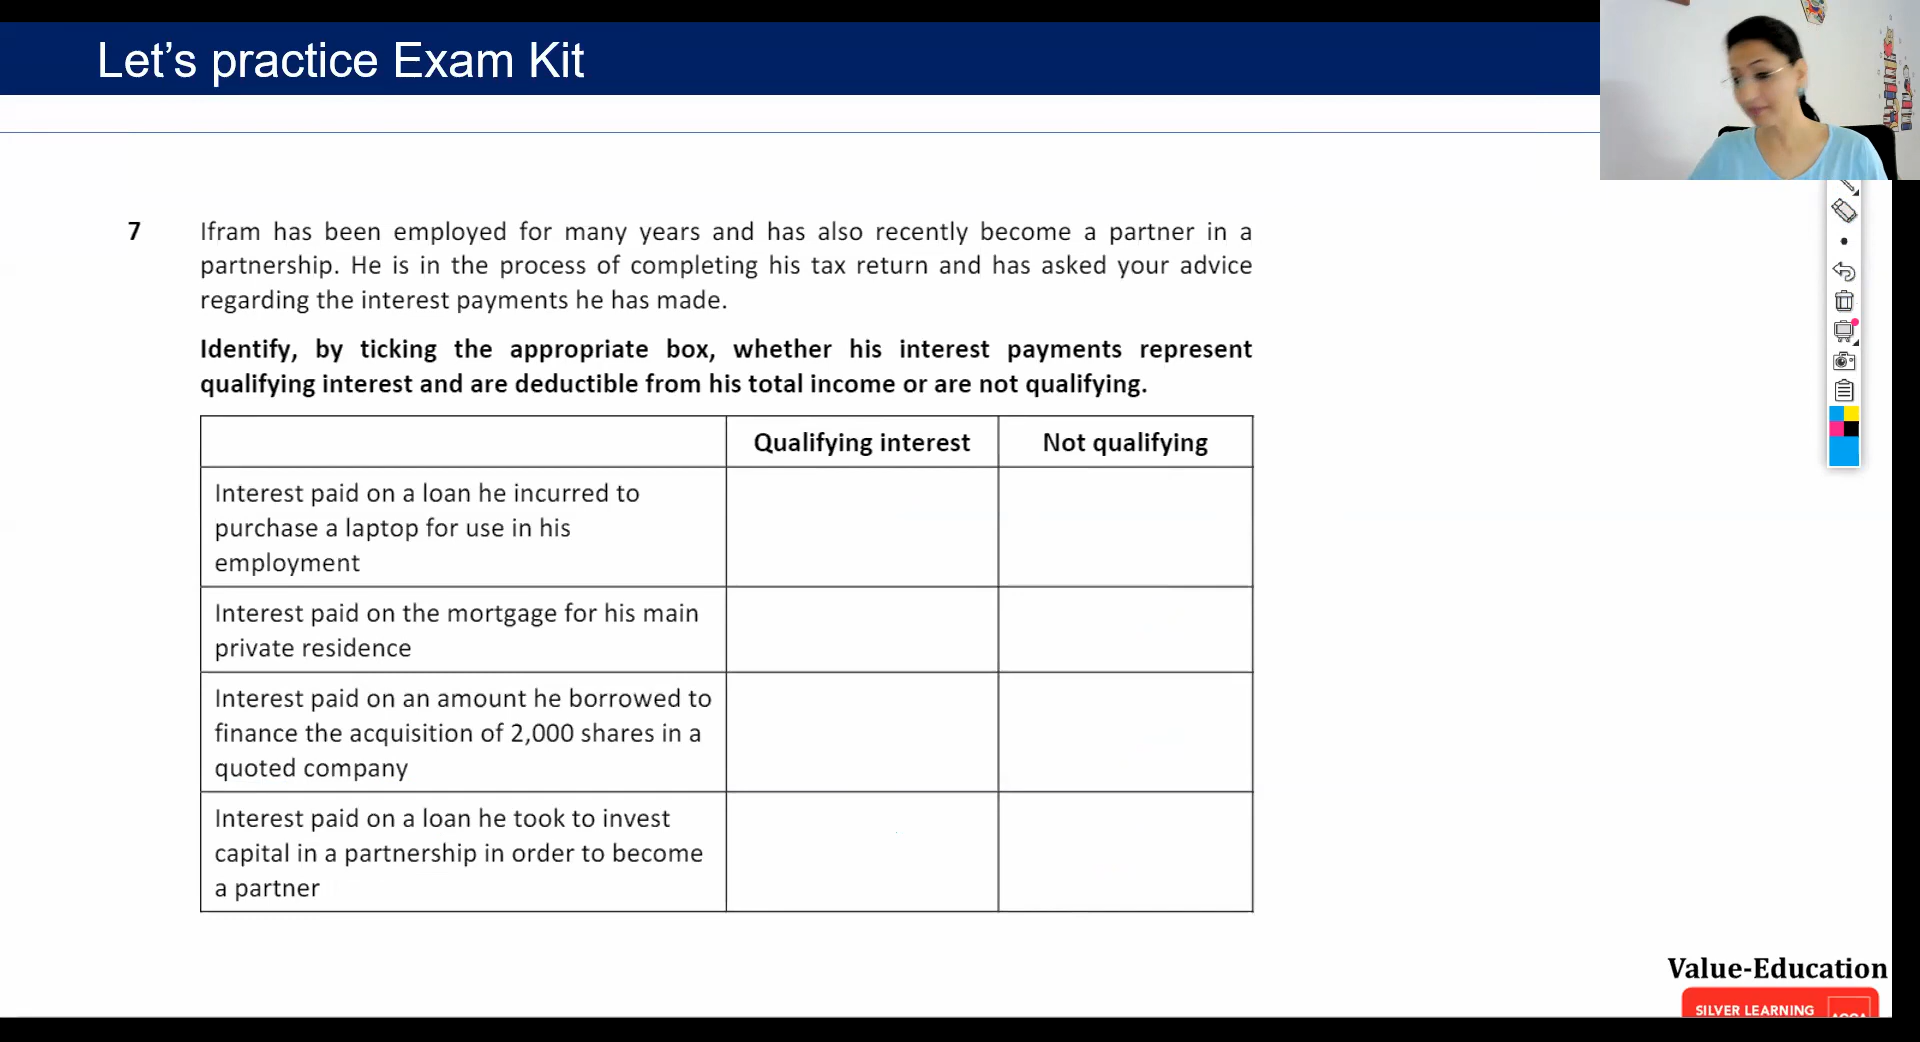 Let’s practice Exam Kit
7 Ifram has been employed for many years and has also recently become a partner in a
partnership. He is in the process of completing his tax return and has asked your advice
regarding the interest payments he has made.
Identify, by ticking the appropriate box, whether his interest payments represent
qualifying interest and are deductible from his total income or are not qualifying.
Qualifying interest Not qualifying
Interest paid on a loan he incurred to
purchase a laptop for use in his
employment
Interest paid on the mortgage for his main
private residence
Interest paid on an amount he borrowed to
finance the acquisition of 2,000 shares in a
quoted company
Interest paid on a loan he took to invest
capital in a partnership in order to become
a partner
Value-Education
SILVER LEARNING